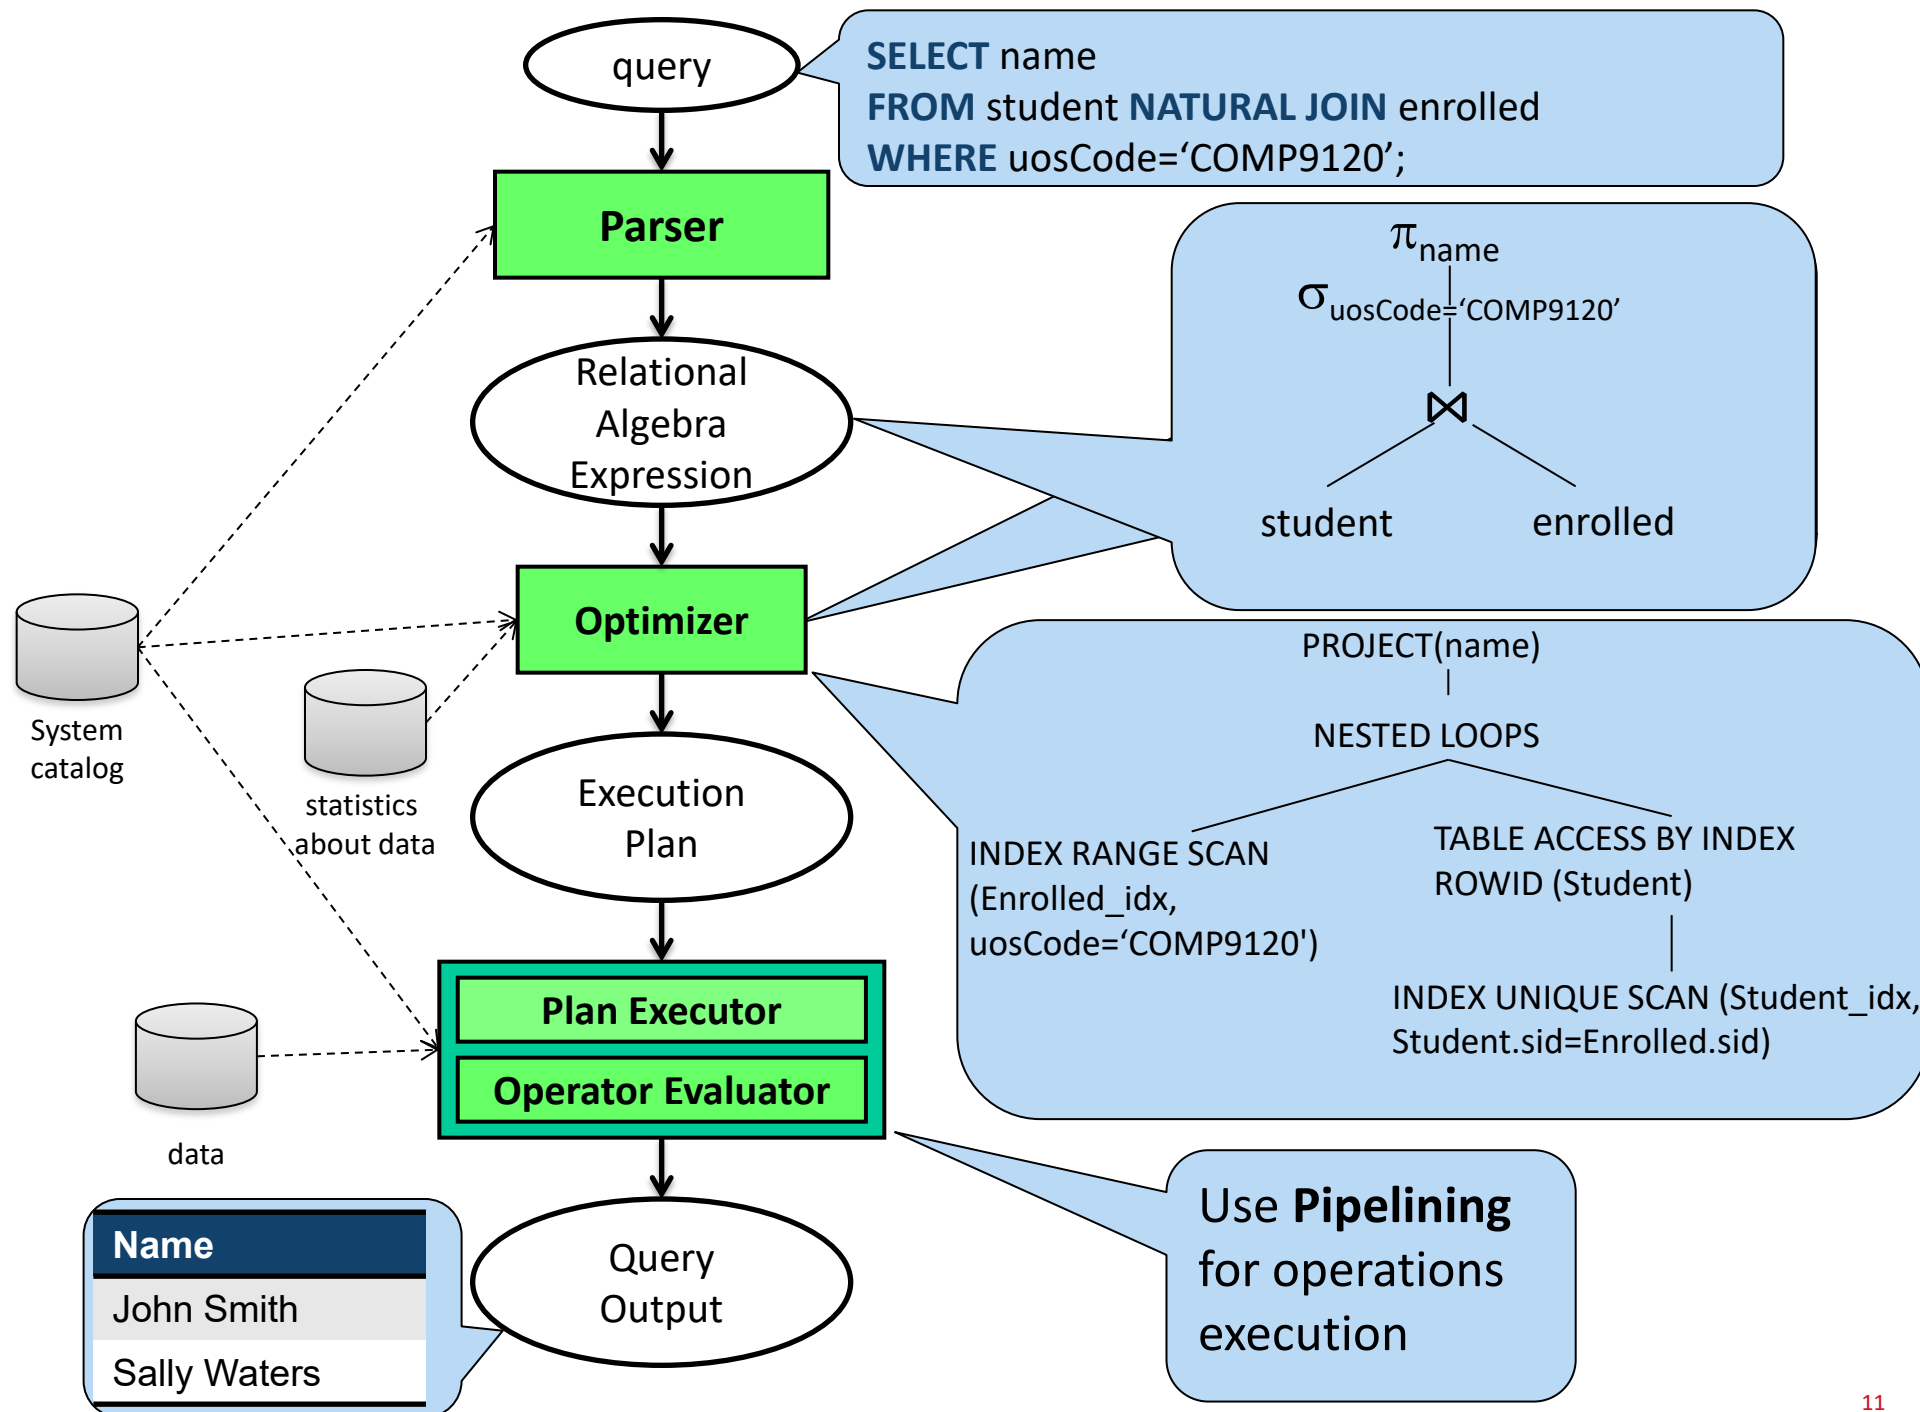 query
SELECT name
FROM student NATURAL JOIN enrolled
WHERE uosCode=‘COMP9120’;
Parser
πname
σuosCode=‘COMP9120’
⋈
student
enrolled
Relational
Algebra
Expression
Optimizer
System
catalog
statistics
about data
PROJECT(name)
NESTED LOOPS
INDEX RANGE SCAN
(Enrolled_idx,
uosCode=‘COMP9120')
TABLE ACCESS BY INDEX
ROWID (Student)
INDEX UNIQUE SCAN (Student_idx,
Student.sid=Enrolled.sid)
Execution
Plan
Plan Executor
Operator Evaluator
data
Use Pipelining
for operations
execution
Query
Output
Name
John Smith
Sally Waters
11